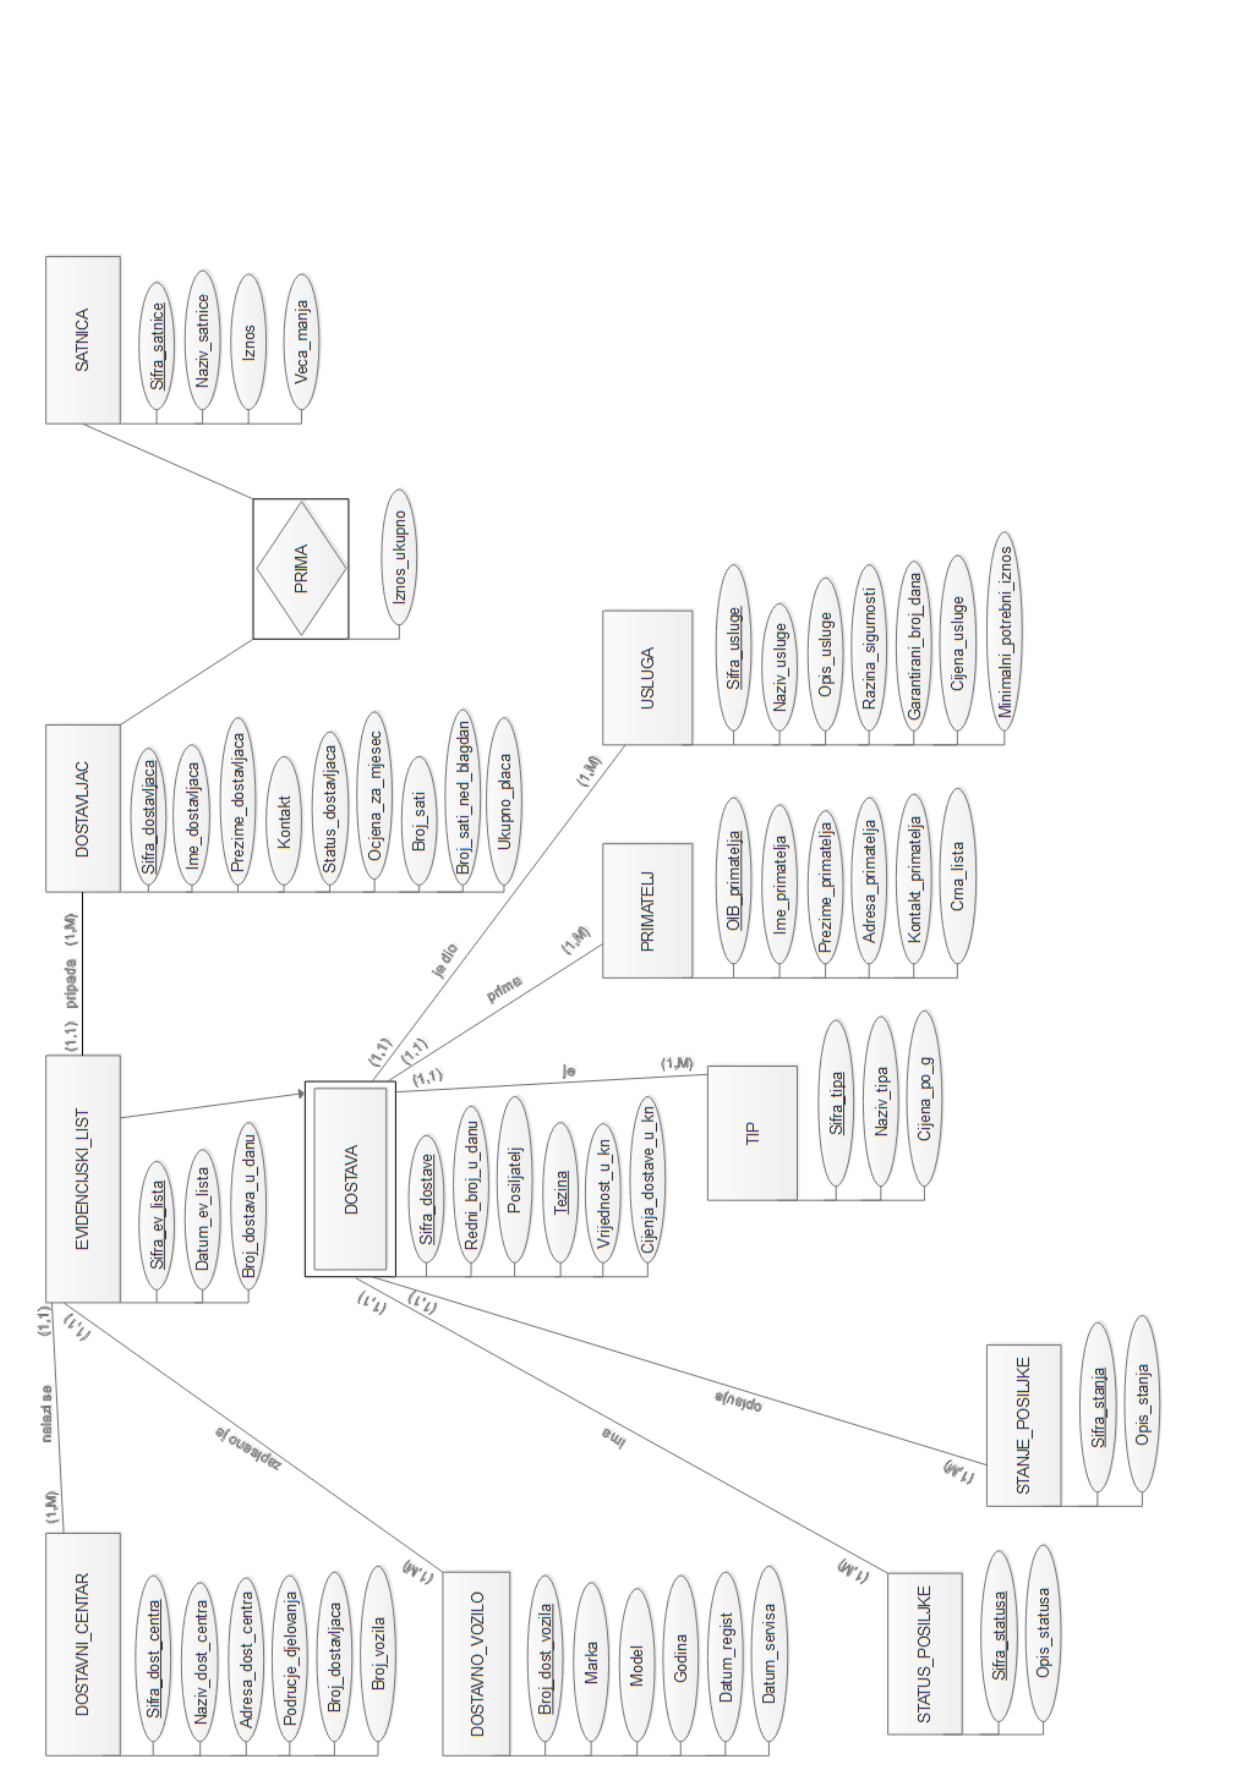 DOSTAVNI_CENTAR
Sifra_dost_centra
Naziv_dost_centra
Adresa_dost_centra
Podrucje_djelovanja
Broj_dostavljaca
Broj_vozila
(1,M)
nalazi se
(1,1)
EVIDENCIJSKI_LIST
Sifra_ev_lista
Datum_ev_lista
Broj_dostava_u_danu
(1,1)
pripada
(1,M)
DOSTAVLJAC
Sifra_dostavljaca
Ime_dostavljaca
Prezime_dostavljaca
Kontakt
Status_dostavljaca
Ocjena_za_mjesec
Broj_sati
Broj_sati_ned_blagdan
Ukupno_placa
PRIMA
Iznos_ukupno
SATNICA
Sifra_satnice
Naziv_satnice
Iznos
Veca_manja
(1,1)
zapisano je
(1,M)
DOSTAVNO_VOZILO
Broj_dost_vozila
Marka
Model
Godina
Datum_regist
Datum_servisa
DOSTAVA
Sifra_dostave
Redni_broj_u_danu
Posiljatelj
Tezina
Vrijednost_u_kn
Cijenja_dostave_u_kn
(1,1)
je dio
(1,M)
USLUGA
Sifra_usluge
Naziv_usluge
Opis_usluge
Razina_sigurnosti
Garantirani_broj_dana
Cijena_usluge
Minimalni_potrebni_iznos
(1,1)
prima
(1,M)
PRIMATELJ
OIB_primatelja
Ime_primatelja
Prezime_primatelja
Adresa_primatelja
Kontakt_primatelja
Crna_lista
(1,1)
je
(1,M)
TIP
Sifra_tipa
Naziv_tipa
Cijena_po_g
(1,1)
ima
(1,M)
STATUS_POSILJKE
Sifra_statusa
Opis_statusa
(1,1)
opisuje
(1,M)
STANJE_POSILJKE
Sifra_stanja
Opis_stanja